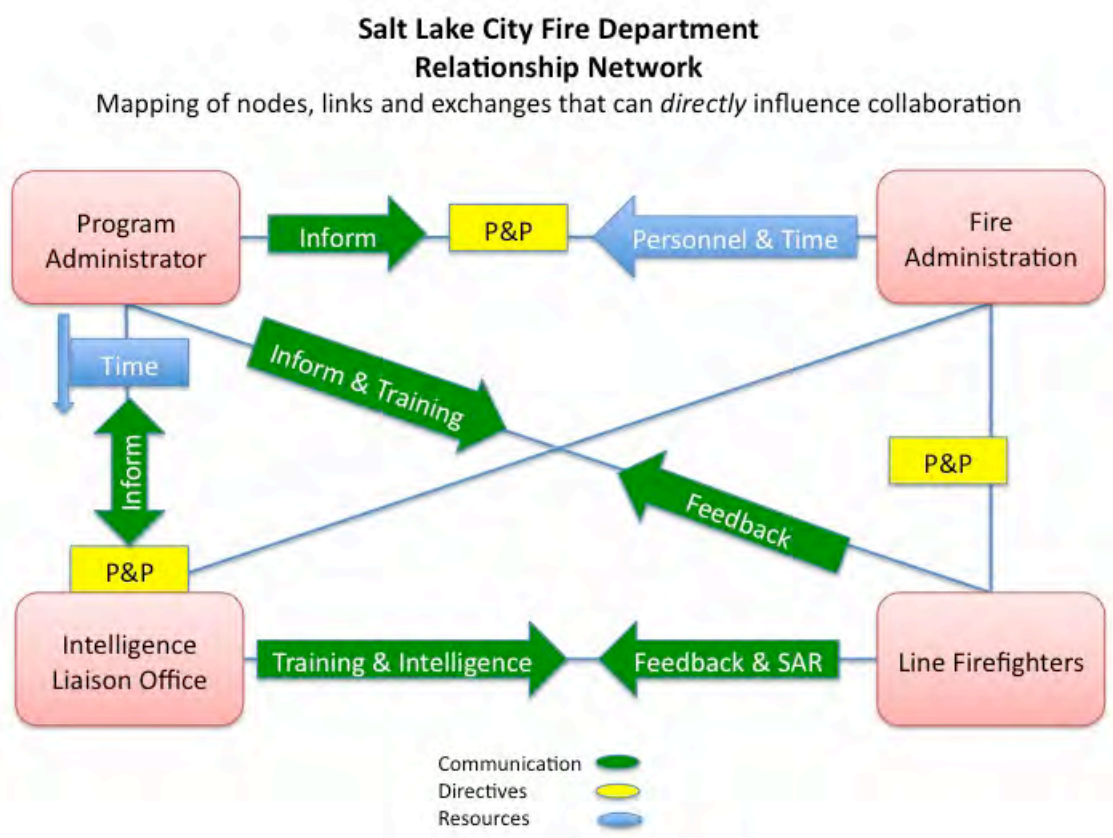 Salt Lake City Fire Department
Relationship Network
Mapping of nodes, links and exchanges that can directly influence collaboration
Program
Administrator
Inform
P&P
Personnel & Time
Fire
Administration
Time
Inform & Training
Inform
P&P
Feedback
P&P
Intelligence
Liaison Office
Training & Intelligence
Feedback & SAR
Line Firefighters
Communication
Directives
Resources